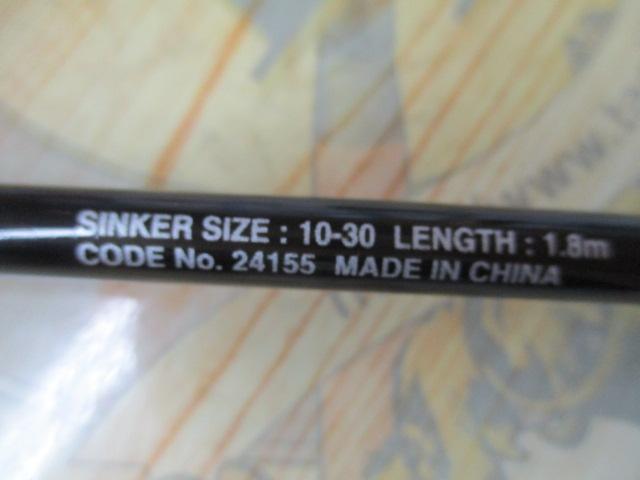 SINKER SIZE : 10-30 LENGTH : 1.8m
CODE No. 24155 MADE IN CHINA